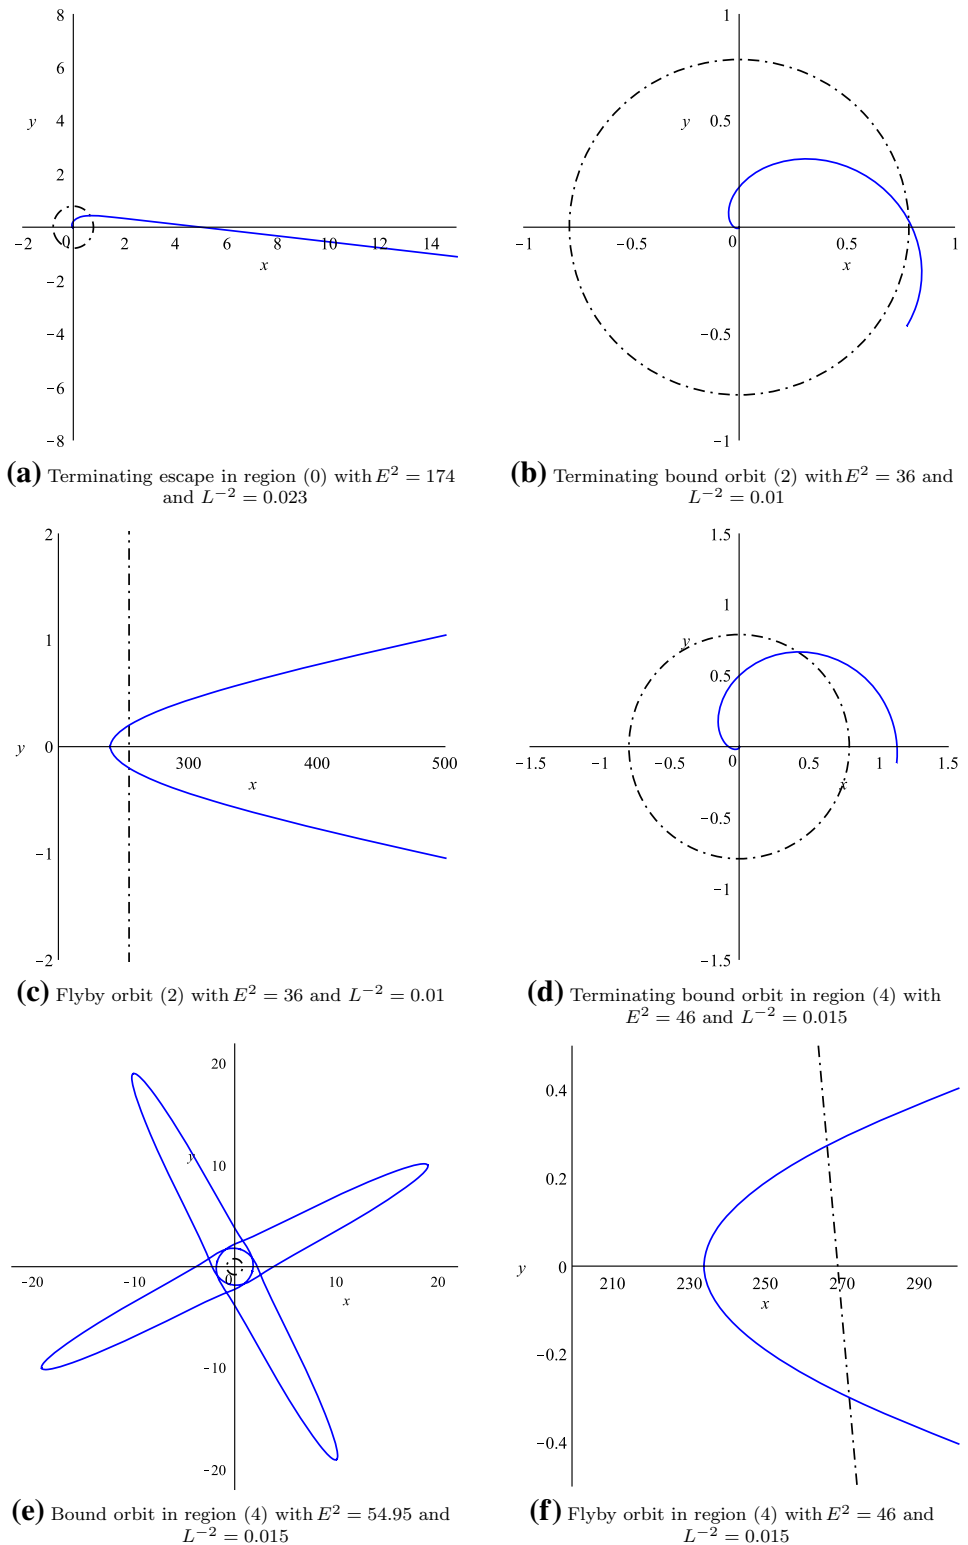 8
6
y
4
2
−2
0
2
4
6
8
10
12
14
x
−2
−4
−6
−8
(a) Terminating escape in region (0) with E² = 174
and L⁻² = 0.023
1
y
0.5
−1
−0.5
0
0.5
1
x
−0.5
−1
(b) Terminating bound orbit (2) with E² = 36 and
L⁻² = 0.01
2
1
y
0
300
400
500
x
−1
−2
(c) Flyby orbit (2) with E² = 36 and L⁻² = 0.01
1.5
1
y
0.5
−1.5
−1
−0.5
0
0.5
1
1.5
x
−0.5
−1
−1.5
(d) Terminating bound orbit in region (4) with
E² = 46 and L⁻² = 0.015
20
y
10
−20
−10
0
10
20
x
−10
−20
(e) Bound orbit in region (4) with E² = 54.95 and
L⁻² = 0.015
0.4
0.2
y
0
210
230
250
270
290
x
−0.2
−0.4
(f) Flyby orbit in region (4) with E² = 46 and
L⁻² = 0.015